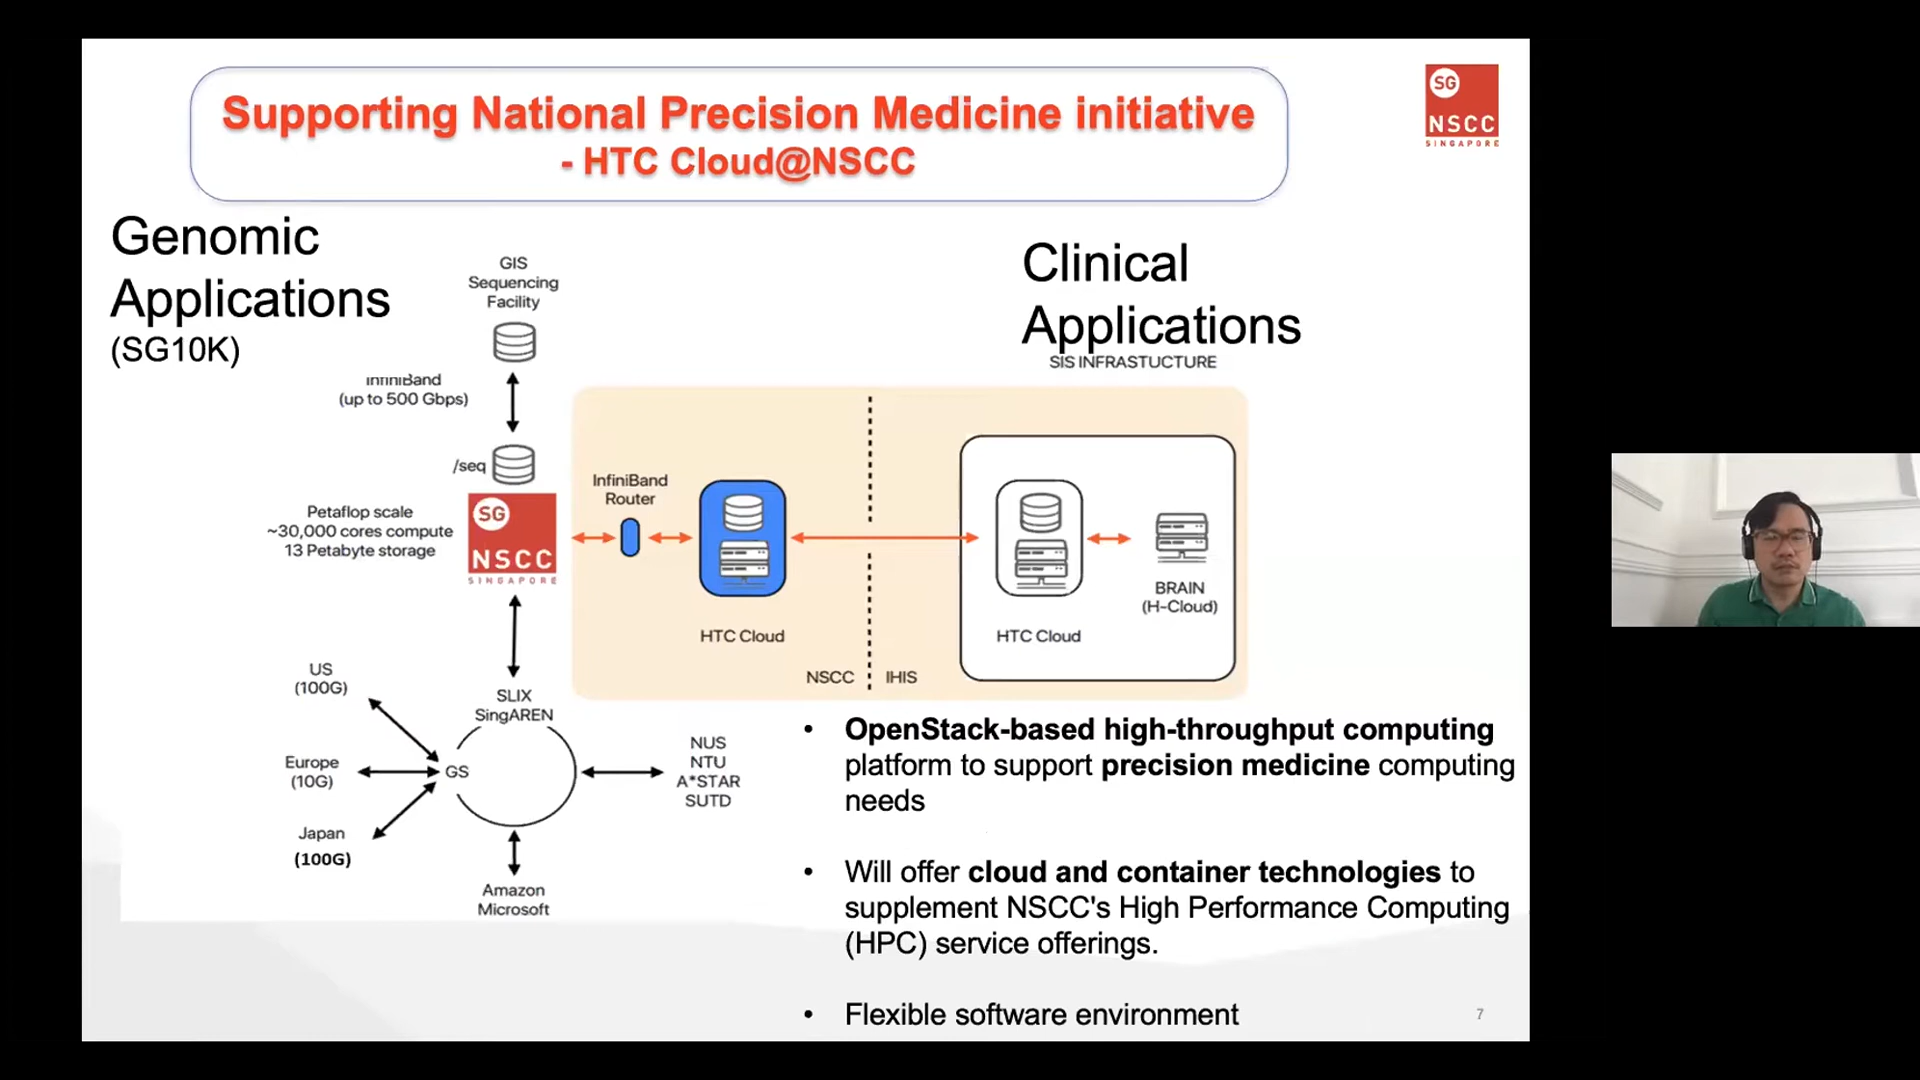 Supporting National Precision Medicine initiative
- HTC Cloud@NSCC
SG
NSCC
SINGAPORE
Genomic
Applications
(SG10K)
GIS
Sequencing
Facility
InfiniBand
(up to 500 Gbps)
/seq
Petaflop scale
~30,000 cores compute
13 Petabyte storage
SG
NSCC
SINGAPORE
Clinical
Applications
SIS INFRASTUCTURE
InfiniBand
Router
HTC Cloud
NSCC
IHIS
HTC Cloud
BRAIN
(H-Cloud)
SLIX
SingAREN
US
(100G)
Europe
(10G)
Japan
(100G)
GS
NUS
NTU
A*STAR
SUTD
Amazon
Microsoft
• OpenStack-based high-throughput computing
platform to support precision medicine computing
needs
• Will offer cloud and container technologies to
supplement NSCC's High Performance Computing
(HPC) service offerings.
• Flexible software environment
7